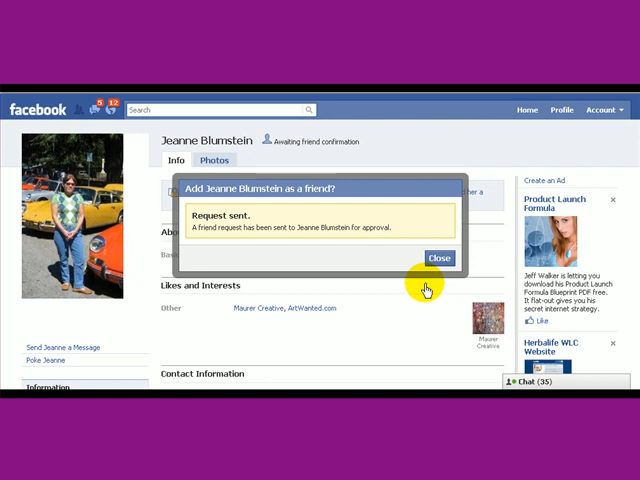 facebook
5 12
Search
Home Profile Account
Jeanne Blumstein
Awaiting friend confirmation
Info Photos
Add Jeanne Blumstein as a friend?
Request sent.
A friend request has been sent to Jeanne Blumstein for approval.
Close
Likes and Interests
Other
Maurer Creative, ArtWanted.com
Maurer
Creative
Contact Information
Send Jeanne a Message
Poke Jeanne
Information
Create an Ad
Product Launch
Formula
Jeff Walker is letting you
download his Product Launch
Formula Blueprint PDF free.
It flat-out gives you his
secret internet strategy.
Like
Herbalife WLC
Website
Chat (35)